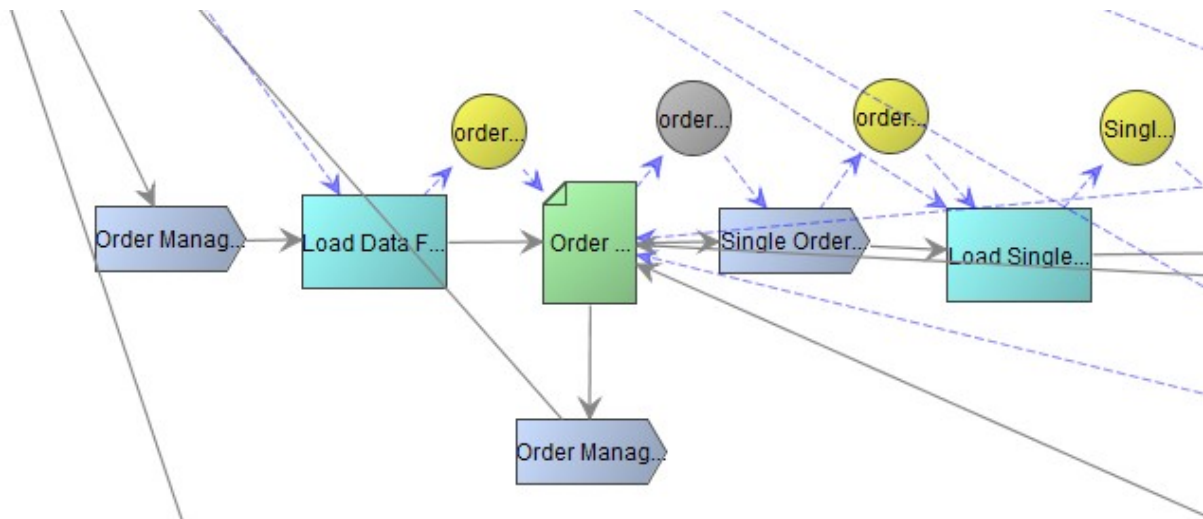 order...
order...
order...
Singl...
Order Manag...
Load Data F...
Order ...
Single Order...
Load Single...
Order Manag...